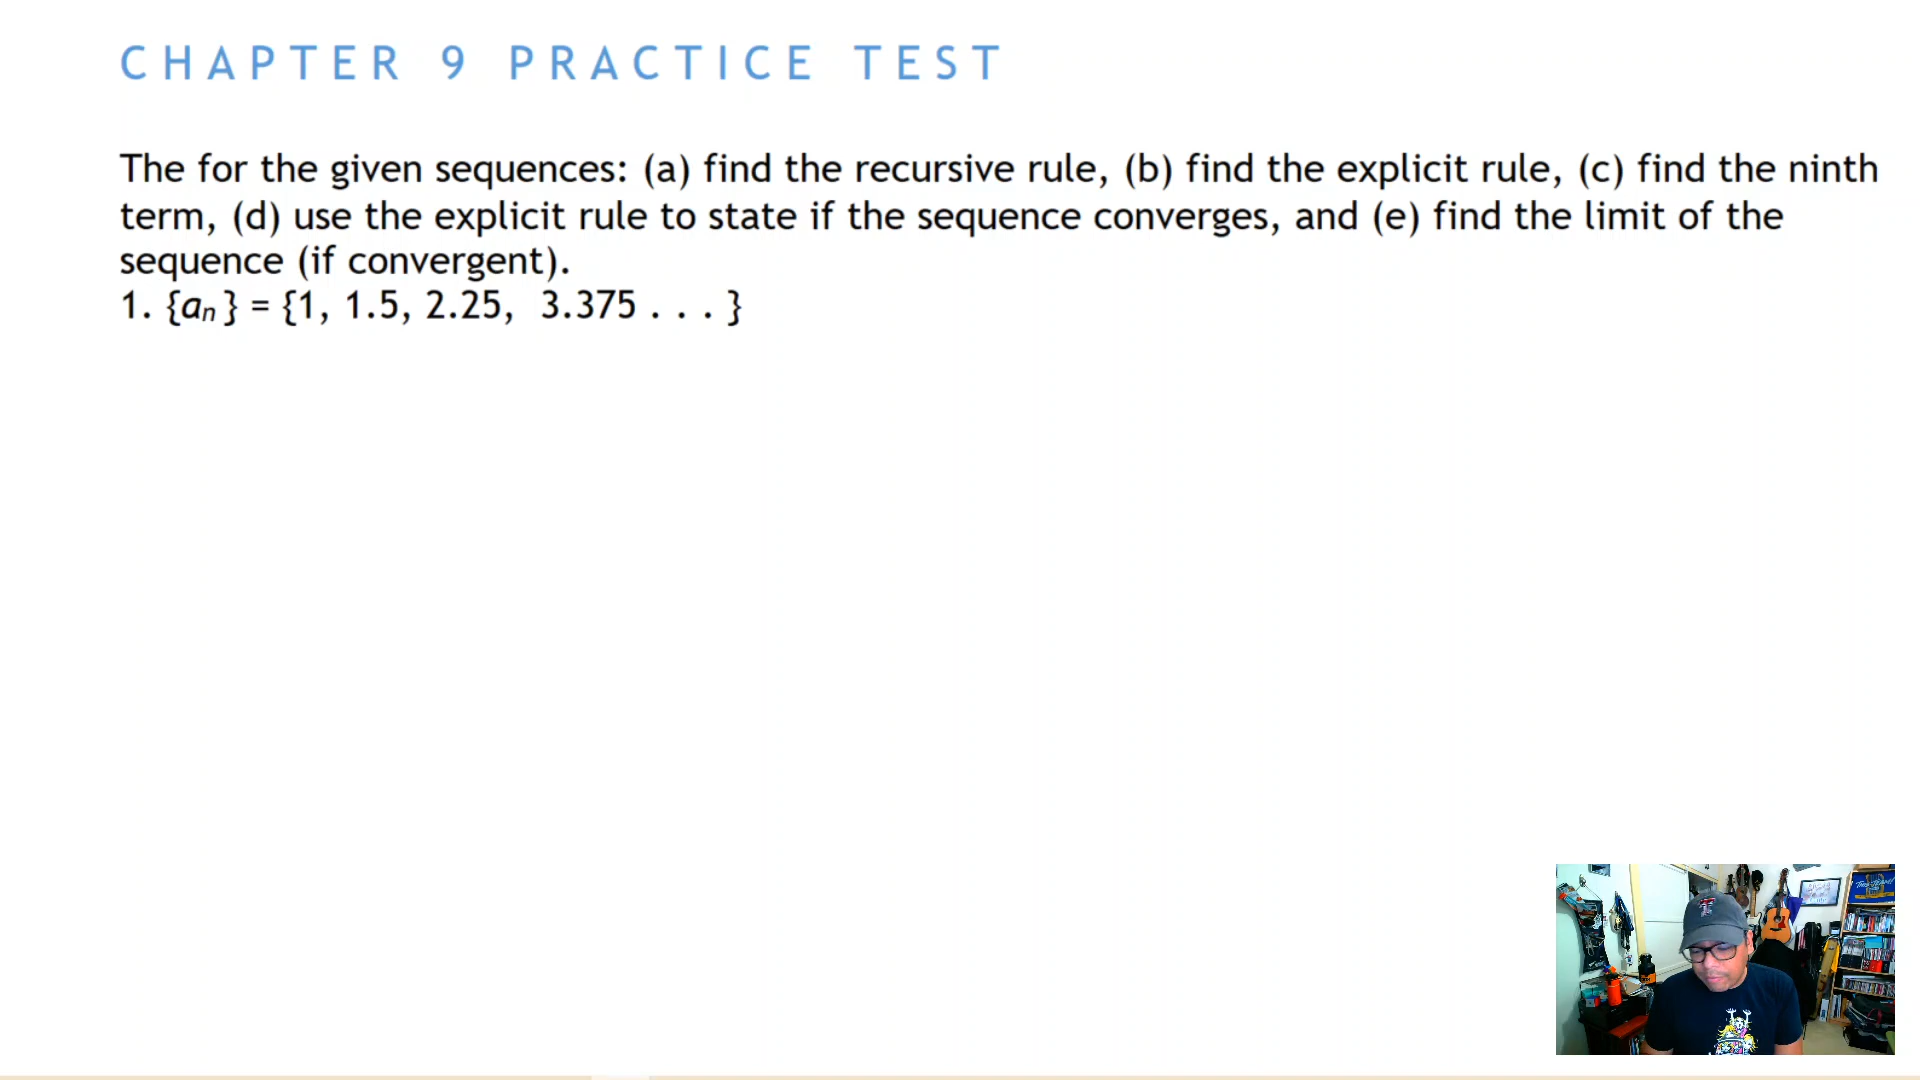 CHAPTER 9 PRACTICE TEST
The for the given sequences: (a) find the recursive rule, (b) find the explicit rule, (c) find the ninth
term, (d) use the explicit rule to state if the sequence converges, and (e) find the limit of the
sequence (if convergent).
1. {an} = {1, 1.5, 2.25, 3.375 . . . }